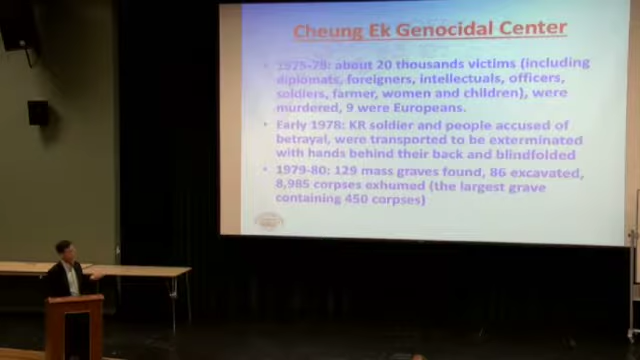 Cheung Ek Genocidal Center
• 1975-79: about 20 thousands victims (including
diplomats, foreigners, intellectuals, officers,
soldiers, farmer, women and children), were
murdered, 9 were Europeans.
• Early 1978: KR soldier and people accused of
betrayal, were transported to be exterminated
with hands behind their back and blindfolded
• 1979-80: 129 mass graves found, 86 excavated,
8,985 corpses exhumed (the largest grave
containing 450 corpses)